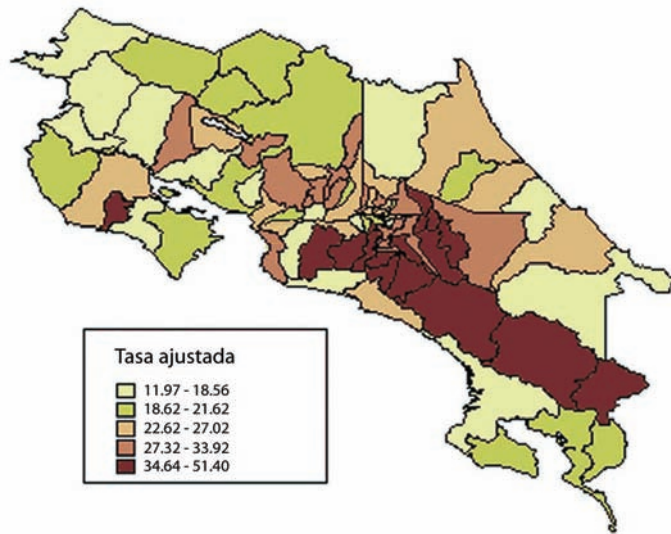 Tasa ajustada
11.97 - 18.56
18.62 - 21.62
22.62 - 27.02
27.32 - 33.92
34.64 - 51.40